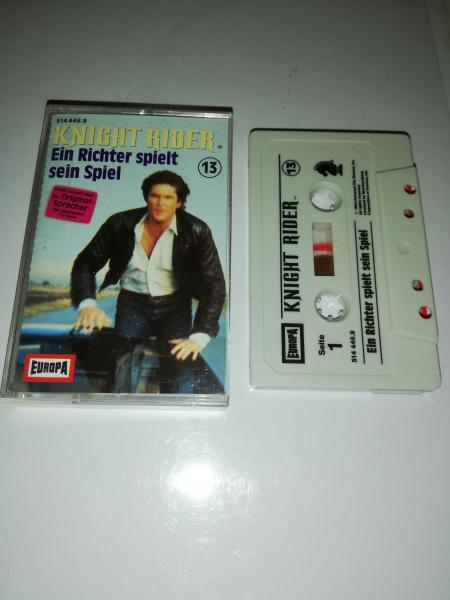 514 446.9
KNIGHT RIDER®
Ein Richter spielt
sein Spiel
13
Original-
Sprecher
EUROPA
EUROPA
KNIGHT RIDER™
13
Seite
1
514 446.9
Ein Richter spielt sein Spiel